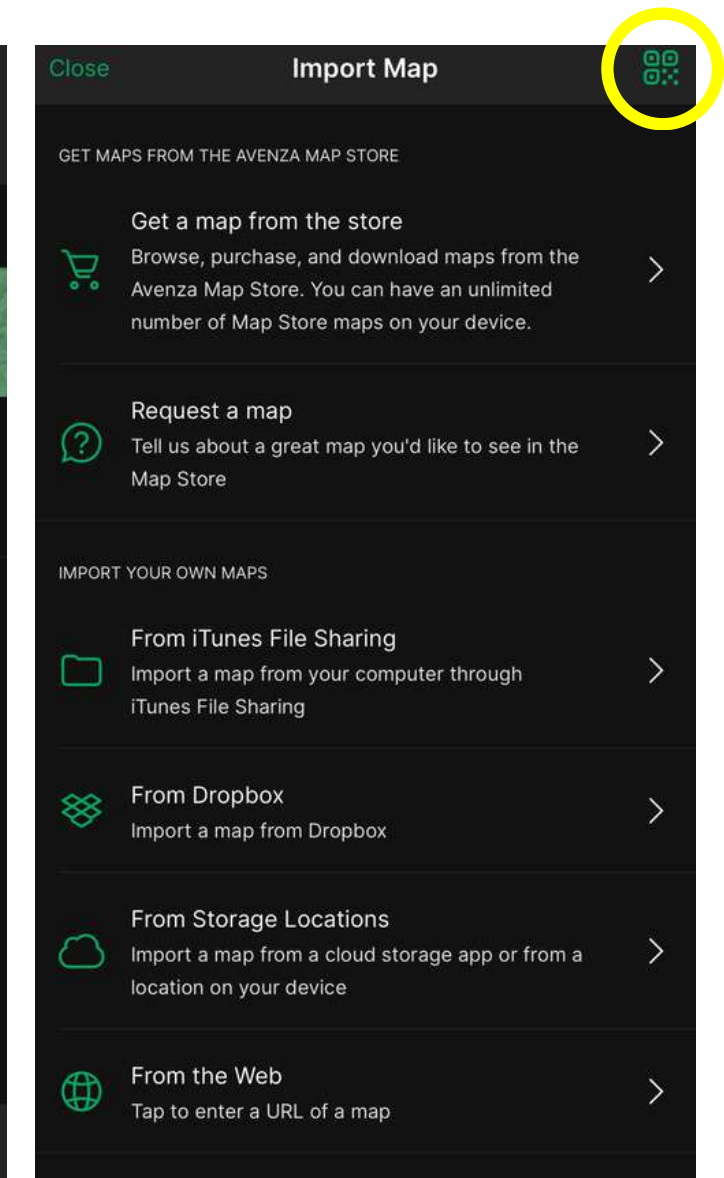 Close
Import Map
GET MAPS FROM THE AVENZA MAP STORE
Get a map from the store
Browse, purchase, and download maps from the
Avenza Map Store. You can have an unlimited
number of Map Store maps on your device.
Request a map
Tell us about a great map you'd like to see in the
Map Store
IMPORT YOUR OWN MAPS
From iTunes File Sharing
Import a map from your computer through
iTunes File Sharing
From Dropbox
Import a map from Dropbox
From Storage Locations
Import a map from a cloud storage app or from a
location on your device
From the Web
Tap to enter a URL of a map